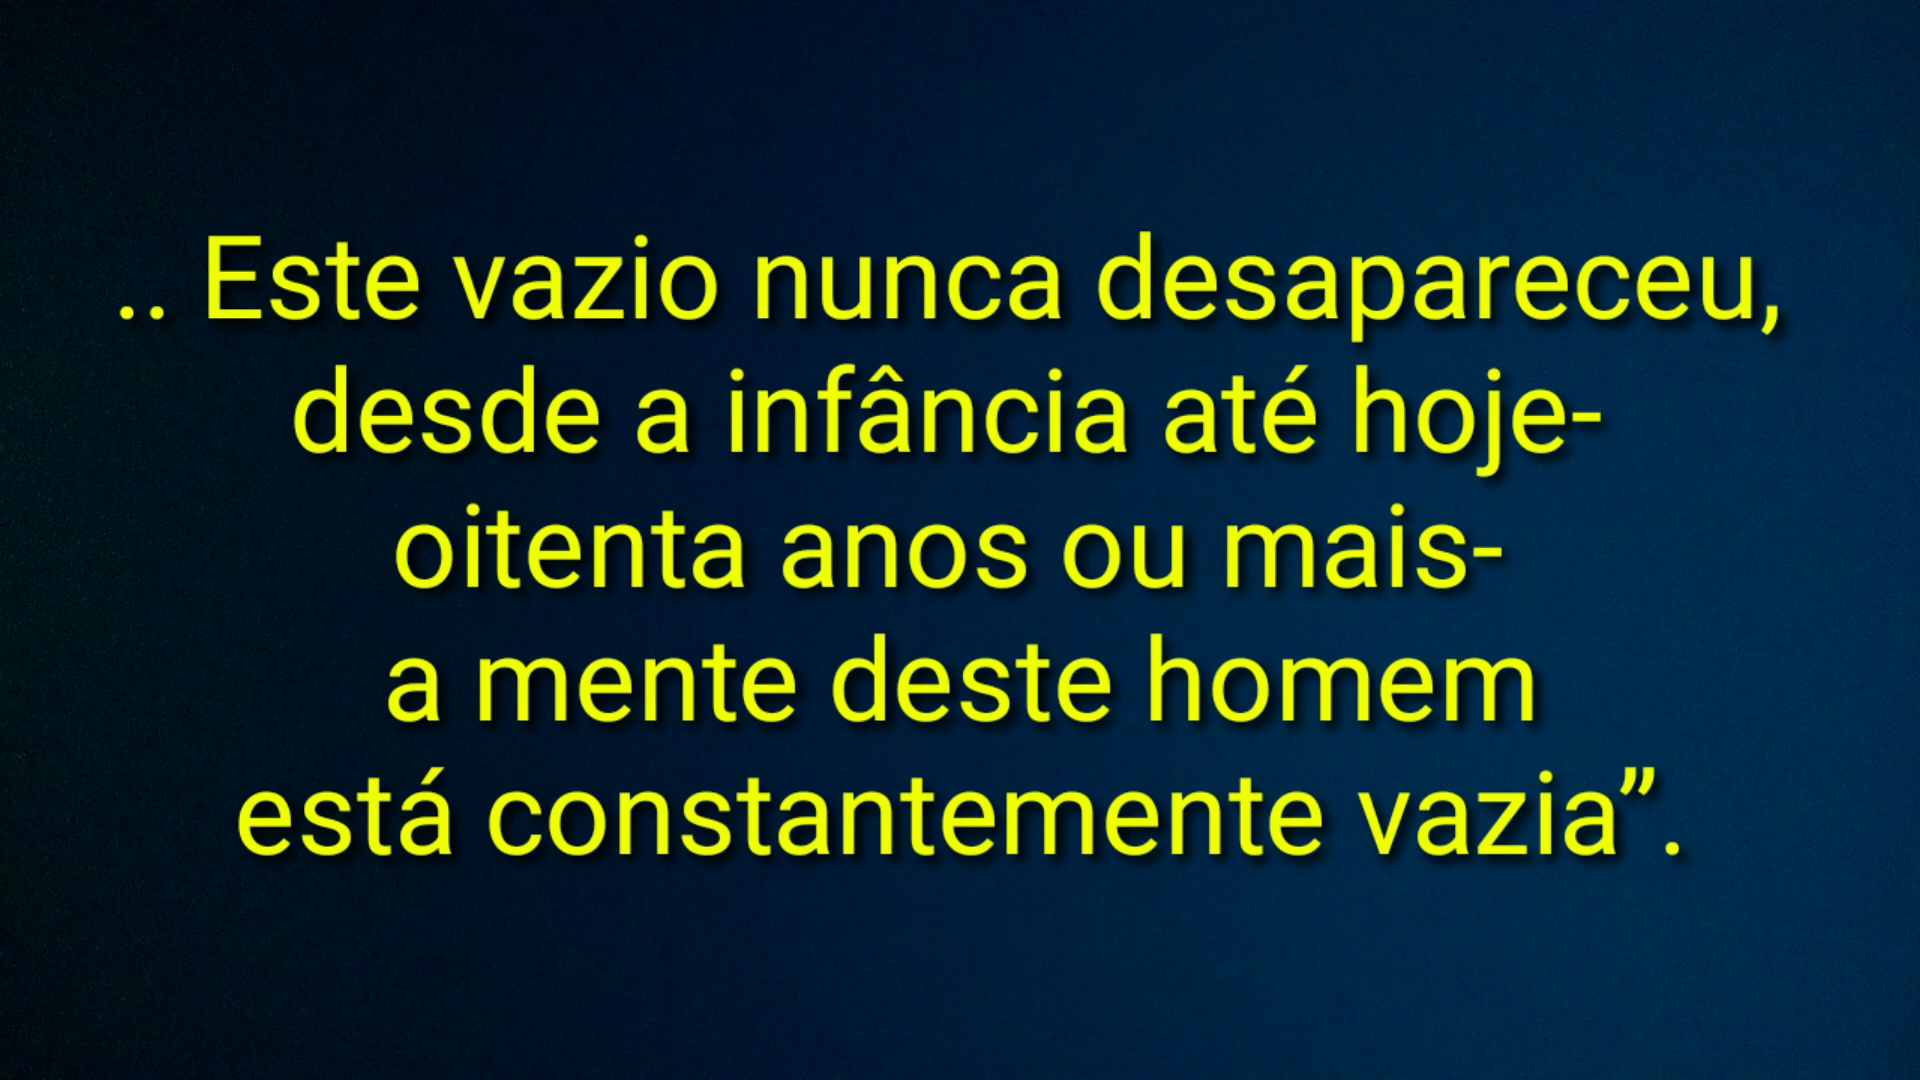 .. Este vazio nunca desapareceu,
desde a infância até hoje-
oitenta anos ou mais-
a mente deste homem
está constantemente vazia”.